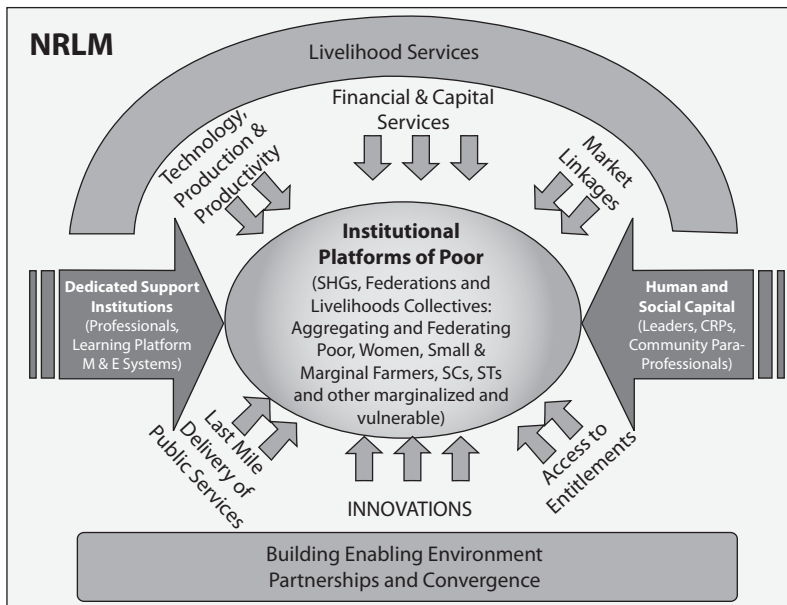 NRLM
Livelihood Services
Technology,
Production &
Productivity
Financial & Capital
Services
Market
Linkages
Institutional
Platforms of Poor
(SHGs, Federations and
Livelihoods Collectives:
Aggregating and Federating
Poor, Women, Small &
Marginal Farmers, SCs, STs
and other marginalized and
vulnerable)
Dedicated Support
Institutions
(Professionals,
Learning Platform
M & E Systems)
Human and
Social Capital
(Leaders, CRPs,
Community Para-
Professionals)
Last Mile
Delivery of
Public Services
INNOVATIONS
Access to
Entitlements
Building Enabling Environment
Partnerships and Convergence